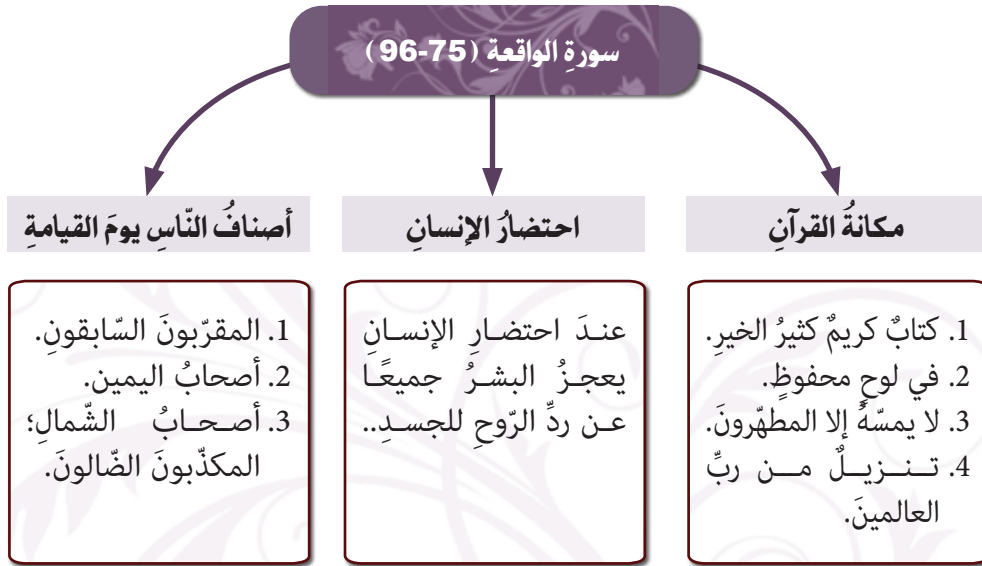 سورةِ الواقعةِ (75-96)
مكانةُ القرآنِ
1. كتابٌ كريمٌ كثيرُ الخيرِ.
2. في لوحٍ محفوظٍ.
3. لا يمسّهُ إلا المطهّرونَ.
4. تنزيلٌ من ربِّ
العالمينَ.
احتضارُ الإنسانِ
عندَ احتضارِ الإنسانِ
يعجزُ البشرُ جميعًا
عن ردِّ الرّوحِ للجسدِ..
أصنافُ النّاسِ يومَ القيامةِ
1. المقرّبونَ السّابقونِ.
2. أصحابُ اليمين.
3. أصحابُ الشّمالِ؛
المكذّبونَ الضّالونَ.